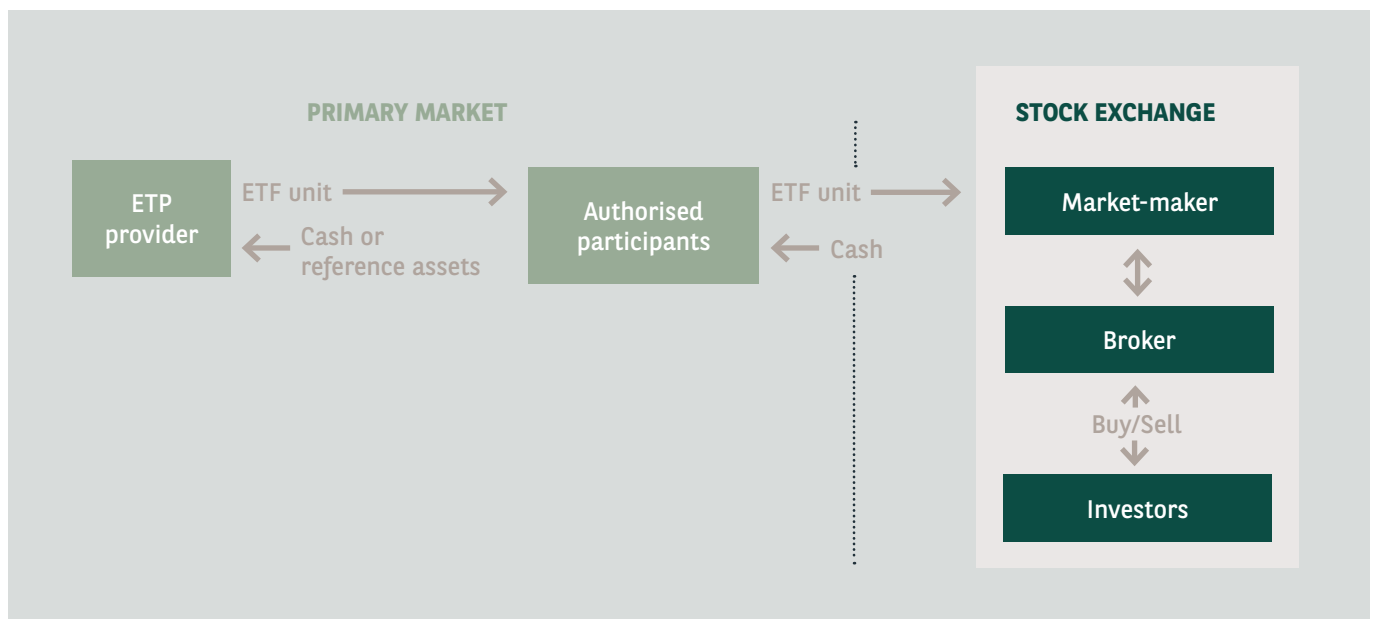 PRIMARY MARKET
STOCK EXCHANGE
ETP
provider
ETF unit
Cash or
reference assets
Authorised
participants
ETF unit
Cash
Market-maker
Broker
Buy/Sell
Investors